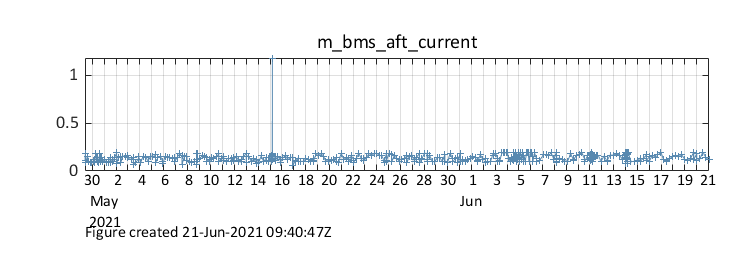 m_bms_aft_current
1
0.5
0
30 2 4 6 8 10 12 14 16 18 20 22 24 26 28 30 1 3 5 7 9 11 13 15 17 19 21
May Jun
2021
Figure created 21-Jun-2021 09:40:47Z